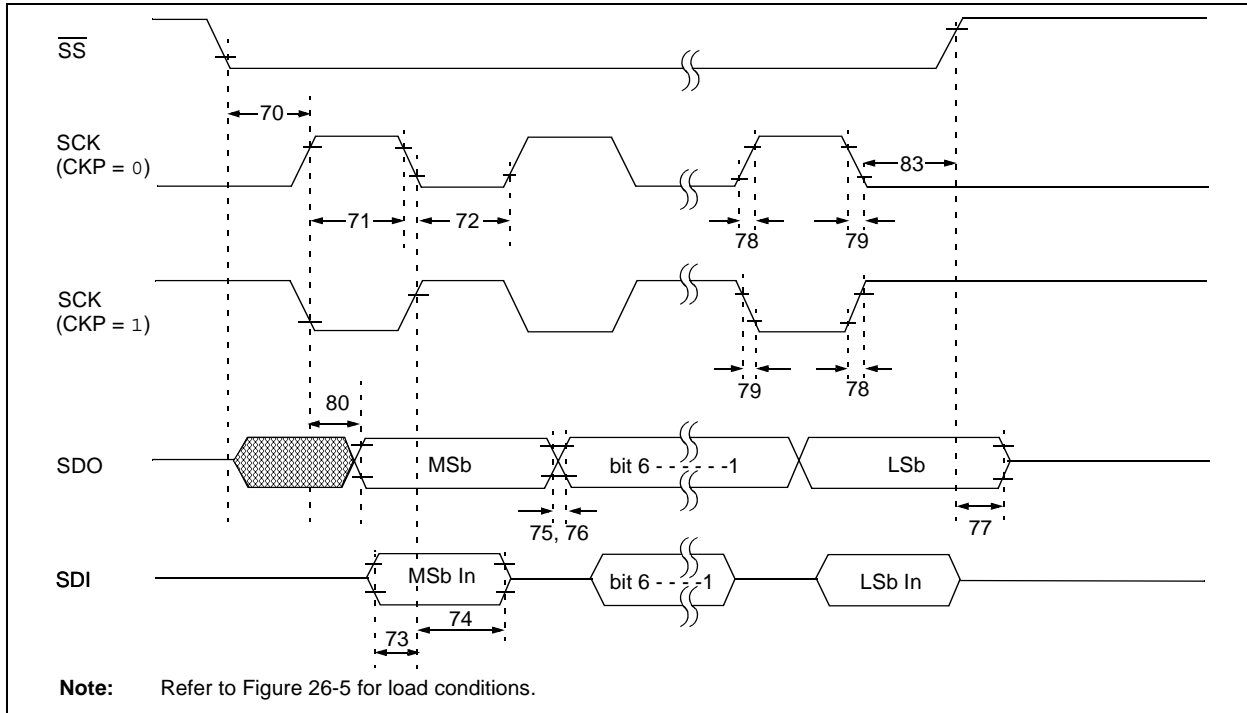 SS
70
SCK
(CKP = 0)
83
71
72
78
79
SCK
(CKP = 1)
79
78
80
SDO
MSb
bit 6 - - - - - -1
LSb
75, 76
77
SDI
MSb In
bit 6 - - - -1
LSb In
74
73
Note: Refer to Figure 26-5 for load conditions.